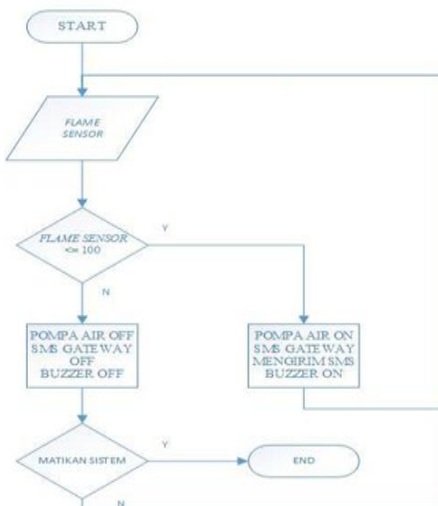 START
FLAME
SENSOR
FLAME SENSOR
<= 100
Y
N
POMPA AIR OFF
SMS GATEWAY
OFF
BUZZER OFF
POMPA AIR ON
SMS GATEWAY
MENGIRIM SMS
BUZZER ON
MATIKAN SISTEM
Y
END
N